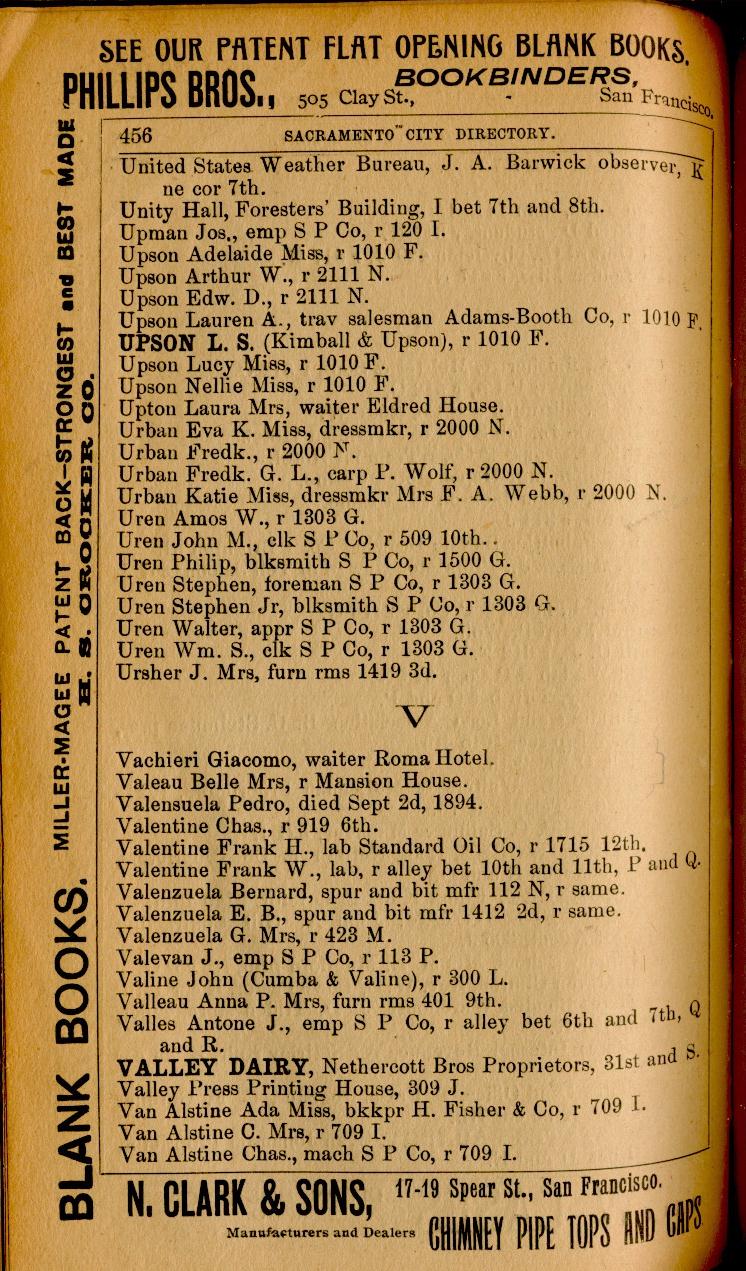 SEE OUR PATENT FLAT OPENING BLANK BOOKS.
PHILLIPS BROS., BOOKBINDERS,
505 Clay St., - San Francisco.
456 SACRAMENTO CITY DIRECTORY.
United States Weather Bureau, J. A. Barwick observer, K
ne cor 7th.
Unity Hall, Foresters' Building, I bet 7th and 8th.
Upman Jos., emp S P Co, r 120 I.
Upson Adelaide Miss, r 1010 F.
Upson Arthur W., r 2111 N.
Upson Edw. D., r 2111 N.
Upson Lauren A., trav salesman Adams-Booth Co, r 1010 F.
UPSON L. S. (Kimball & Upson), r 1010 F.
Upson Lucy Miss, r 1010 F.
Upson Nellie Miss, r 1010 F.
Upton Laura Mrs, waiter Eldred House.
Urban Eva K. Miss, dressmkr, r 2000 N.
Urban Fredk., r 2000 N.
Urban Fredk. G. L., carp P. Wolf, r 2000 N.
Urban Katie Miss, dressmkr Mrs F. A. Webb, r 2000 N.
Uren Amos W., r 1303 G.
Uren John M., clk S P Co, r 509 10th..
Uren Philip, blksmith S P Co, r 1500 G.
Uren Stephen, foreman S P Co, r 1303 G.
Uren Stephen Jr, blksmith S P Co, r 1303 G.
Uren Walter, appr S P Co, r 1303 G.
Uren Wm. S., clk S P Co, r 1303 G.
Ursher J. Mrs, furn rms 1419 3d.
V
Vachieri Giacomo, waiter Roma Hotel.
Valeau Belle Mrs, r Mansion House.
Valensuela Pedro, died Sept 2d, 1894.
Valentine Chas., r 919 6th.
Valentine Frank H., lab Standard Oil Co, r 1715 12th.
Valentine Frank W., lab, r alley bet 10th and 11th, P and Q.
Valenzuela Bernard, spur and bit mfr 112 N, r same.
Valenzuela E. B., spur and bit mfr 1412 2d, r same.
Valenzuela G. Mrs, r 423 M.
Valevan J., emp S P Co, r 113 P.
Valine John (Cumba & Valine), r 300 L.
Valleau Anna P. Mrs, furn rms 401 9th.
Valles Antone J., emp S P Co, r alley bet 6th and 7th, Q
and R.
VALLEY DAIRY, Nethercott Bros Proprietors, 31st and S.
Valley Press Printing House, 309 J.
Van Alstine Ada Miss, bkkpr H. Fisher & Co, r 709 I.
Van Alstine C. Mrs, r 709 I.
Van Alstine Chas., mach S P Co, r 709 I.
N. CLARK & SONS, 17-19 Spear St., San Francisco.
Manufacturers and Dealers CHIMNEY PIPE TOPS AND CAPS
BLANK BOOKS. MILLER-MAGEE PATENT BACK—STRONGEST and BEST MADE
H. S. CROCKER CO.